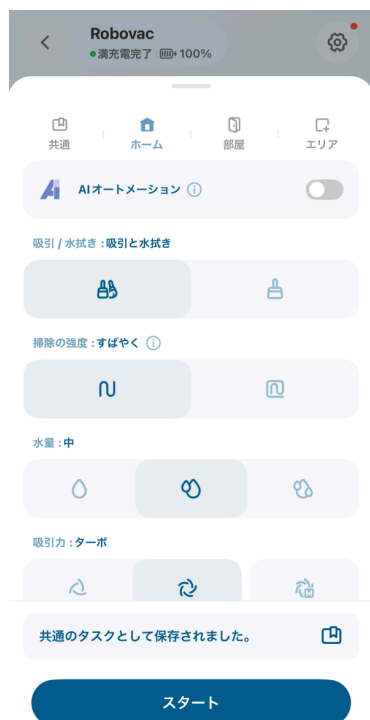 Robovac
満充電完了 100%
共通
ホーム
部屋
エリア
AIオートメーション
吸引 / 水拭き : 吸引と水拭き
掃除の強度 : すばやく
水量 : 中
吸引力 : ターボ
共通のタスクとして保存されました。
スタート